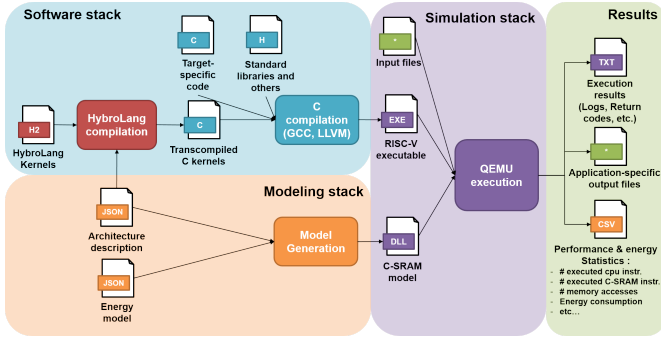 Software stack
Simulation stack
Results
C
Target-
specific
code
H
Standard
libraries and
others
*
Input files
TXT
Execution
results
(Logs, Return
codes, etc.)
H2
HybroLang
Kernels
HybroLang
compilation
C
Transcompiled
C kernels
C
compilation
(GCC, LLVM)
EXE
RISC-V
executable
QEMU
execution
*
Application-specific
output files
Modeling stack
JSON
Architecture
description
Model
Generation
DLL
C-SRAM
model
CSV
Performance & energy
Statistics :
- # executed cpu instr.
- # executed C-SRAM instr.
- # memory accesses
- Energy consumption
- etc...
JSON
Energy
model